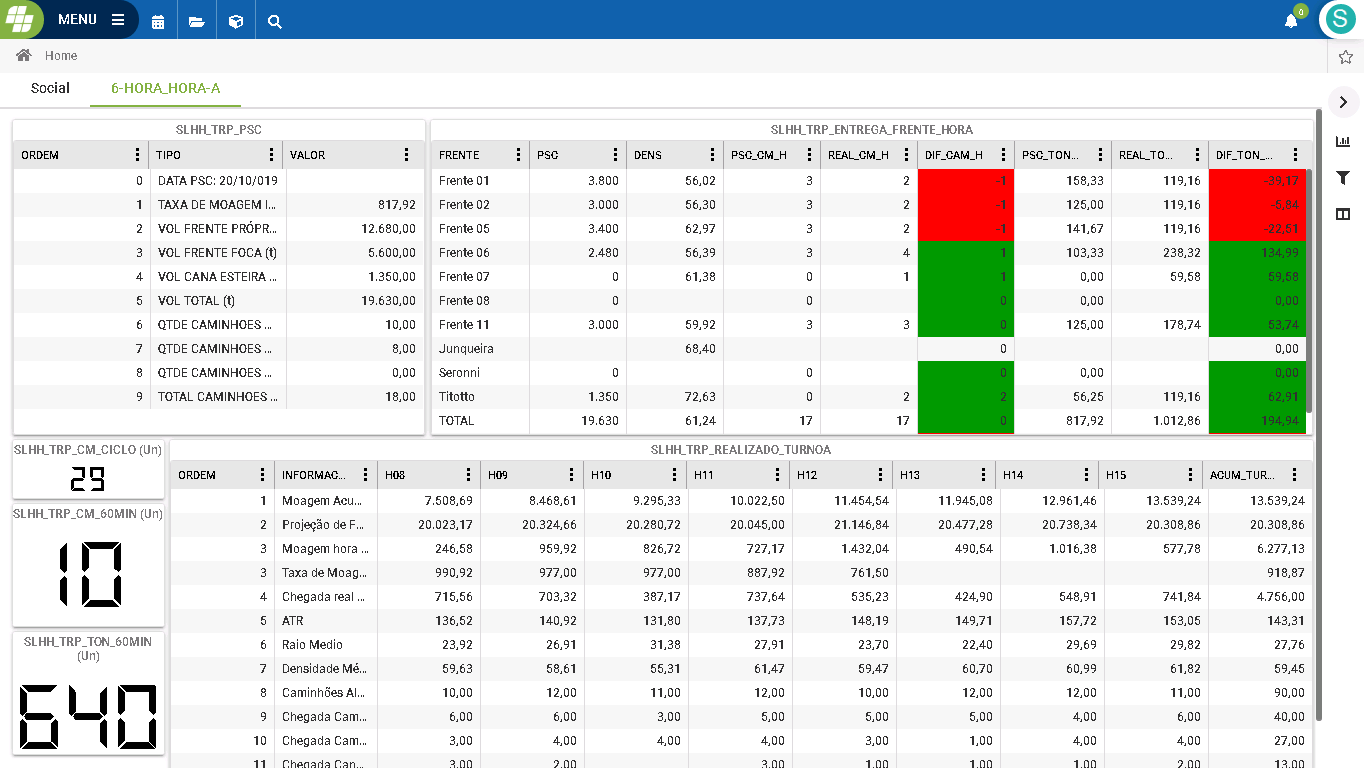 MENU
0
S
Home
Social 6-HORA_HORA-A
SLHH_TRP_PSC
ORDEM TIPO VALOR
0 DATA PSC: 20/10/019
1 TAXA DE MOAGEM I... 817,92
2 VOL FRENTE PRÓPR... 12.680,00
3 VOL FRENTE FOCA (t) 5.600,00
4 VOL CANA ESTEIRA ... 1.350,00
5 VOL TOTAL (t) 19.630,00
6 QTDE CAMINHOES ... 10,00
7 QTDE CAMINHOES ... 8,00
8 QTDE CAMINHOES ... 0,00
9 TOTAL CAMINHOES ... 18,00
SLHH_TRP_ENTREGA_FRENTE_HORA
FRENTE PSC DENS PSC_CM_H REAL_CM_H DIF_CAM_H PSC_TON... REAL_TO... DIF_TON_...
Frente 01 3.800 56,02 3 2 -1 158,33 119,16 -39,17
Frente 02 3.000 56,30 3 2 -1 125,00 119,16 -5,84
Frente 05 3.400 62,97 3 2 -1 141,67 119,16 -22,51
Frente 06 2.480 56,39 3 4 1 103,33 238,32 134,99
Frente 07 0 61,38 0 1 1 0,00 59,58 59,58
Frente 08 0 0 0 0,00 0,00
Frente 11 3.000 59,92 3 3 0 125,00 178,74 53,74
Junqueira 68,40 0 0,00
Seronni 0 0 0 0,00 0,00
Titotto 1.350 72,63 0 2 2 56,25 119,16 62,91
TOTAL 19.630 61,24 17 17 0 817,92 1.012,86 194,94
SLHH_TRP_CM_CICLO (Un)
29
SLHH_TRP_CM_60MIN (Un)
10
SLHH_TRP_TON_60MIN
(Un)
640
SLHH_TRP_REALIZADO_TURNOA
ORDEM INFORMAC... H08 H09 H10 H11 H12 H13 H14 H15 ACUM_TUR...
1 Moagem Acu... 7.508,69 8.468,61 9.295,33 10.022,50 11.454,54 11.945,08 12.961,46 13.539,24 13.539,24
2 Projeção de F... 20.023,17 20.324,66 20.280,72 20.045,00 21.146,84 20.477,28 20.738,34 20.308,86 20.308,86
3 Moagem hora ... 246,58 959,92 826,72 727,17 1.432,04 490,54 1.016,38 577,78 6.277,13
3 Taxa de Moag... 990,92 977,00 977,00 887,92 761,50 918,87
4 Chegada real ... 715,56 703,32 387,17 737,64 535,23 424,90 548,91 741,84 4.756,00
5 ATR 136,52 140,92 131,80 137,73 148,19 149,71 157,72 153,05 143,31
6 Raio Medio 23,92 26,91 31,38 27,91 23,70 22,40 29,69 29,82 27,76
7 Densidade Mé... 59,63 58,61 55,31 61,47 59,47 60,70 60,99 61,82 59,45
8 Caminhões Al... 10,00 12,00 11,00 12,00 10,00 12,00 12,00 11,00 90,00
9 Chegada Cam... 6,00 6,00 3,00 5,00 5,00 5,00 4,00 6,00 40,00
10 Chegada Cam... 3,00 4,00 4,00 4,00 3,00 1,00 4,00 4,00 27,00
11 Chegada Cam... 3,00 2,00 3,00 1,00 1,00 1,00 2,00 13,00